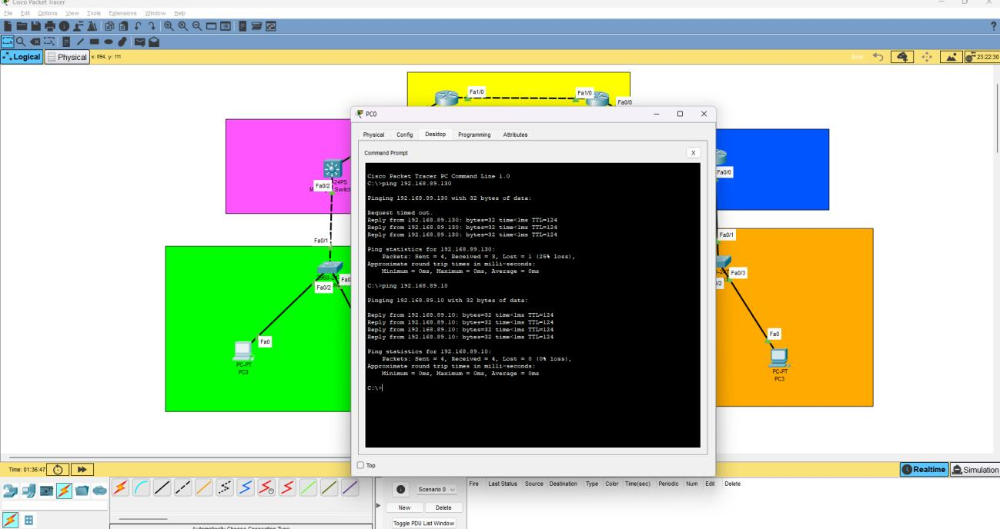 Cisco Packet Tracer
File Edit Options View Tools Extensions Window Help
Logical Physical x: 694, y: 111
Root 23:22:30
Fa1/0 Fa1/0
Fa0/0
PC0
Physical Config Desktop Programming Attributes
Command Prompt X
Cisco Packet Tracer PC Command Line 1.0
C:\>ping 192.168.89.130
Pinging 192.168.89.130 with 32 bytes of data:
Request timed out.
Reply from 192.168.89.130: bytes=32 time<1ms TTL=124
Reply from 192.168.89.130: bytes=32 time<1ms TTL=124
Reply from 192.168.89.130: bytes=32 time<1ms TTL=124
Ping statistics for 192.168.89.130:
Packets: Sent = 4, Received = 3, Lost = 1 (25% loss),
Approximate round trip times in milli-seconds:
Minimum = 0ms, Maximum = 0ms, Average = 0ms
C:\>ping 192.168.89.10
Pinging 192.168.89.10 with 32 bytes of data:
Reply from 192.168.89.10: bytes=32 time<1ms TTL=124
Reply from 192.168.89.10: bytes=32 time<1ms TTL=124
Reply from 192.168.89.10: bytes=32 time<1ms TTL=124
Reply from 192.168.89.10: bytes=32 time<1ms TTL=124
Ping statistics for 192.168.89.10:
Packets: Sent = 4, Received = 4, Lost = 0 (0% loss),
Approximate round trip times in milli-seconds:
Minimum = 0ms, Maximum = 0ms, Average = 0ms
C:\>
Top
-24PS
Fa0/2
Switch
Fa0/1
Fa0
Fa0/2
Fa0
PC-PT
PC0
Fa0/0
Fa0/1
Fa0/3
/2
Fa0
PC-PT
PC3
Time: 01:36:47
Realtime Simulation
Scenario 0
New Delete
Toggle PDU List Window
Fire Last Status Source Destination Type Color Time(sec) Periodic Num Edit Delete
Automatically Choose Connection Type